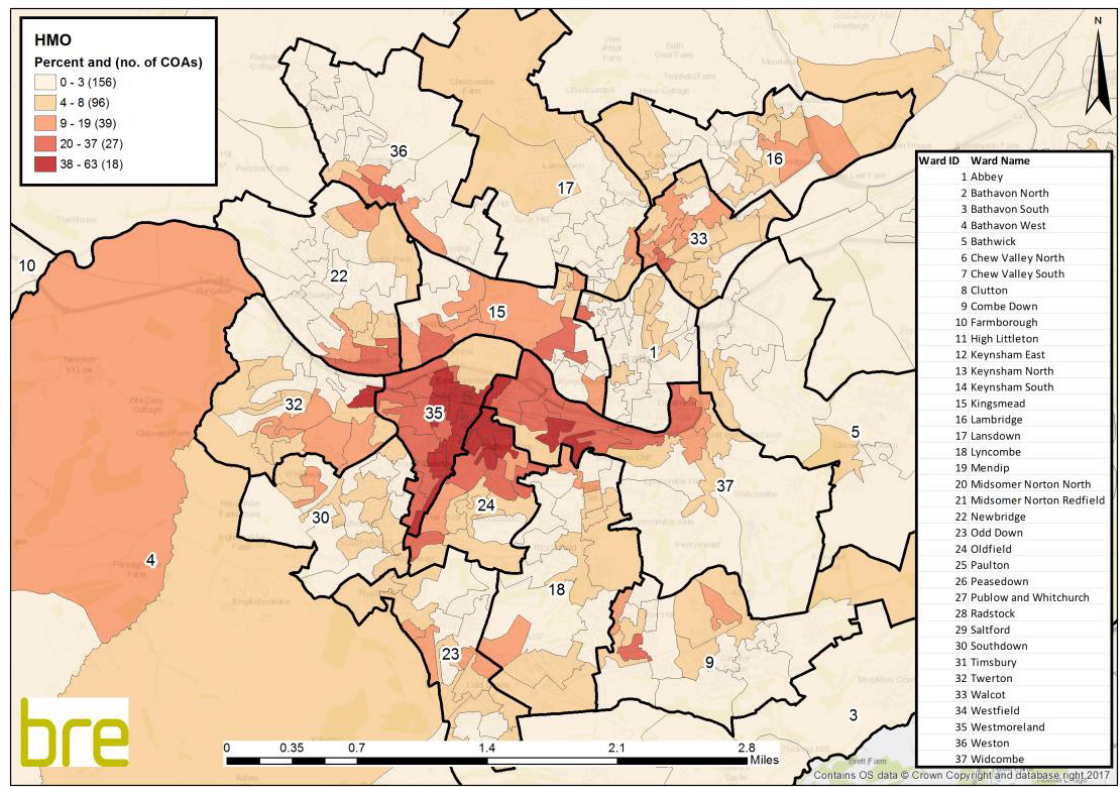 HMO
Percent and (no. of COAs)
0 - 3 (156)
4 - 8 (96)
9 - 19 (39)
20 - 37 (27)
38 - 63 (18)
N
36
16
17
33
10
22
15
1
32
35
5
37
24
30
4
18
23
9
3
Ward ID Ward Name
1 Abbey
2 Bathavon North
3 Bathavon South
4 Bathavon West
5 Bathwick
6 Chew Valley North
7 Chew Valley South
8 Clutton
9 Combe Down
10 Farmborough
11 High Littleton
12 Keynsham East
13 Keynsham North
14 Keynsham South
15 Kingsmead
16 Lambridge
17 Lansdown
18 Lyncombe
19 Mendip
20 Midsomer Norton North
21 Midsomer Norton Redfield
22 Newbridge
23 Odd Down
24 Oldfield
25 Paulton
26 Peasedown
27 Publow and Whitchurch
28 Radstock
29 Saltford
30 Southdown
31 Timsbury
32 Twerton
33 Walcot
34 Westfield
35 Westmoreland
36 Weston
37 Widcombe
bre
0 0.35 0.7 1.4 2.1 2.8
Miles
Contains OS data © Crown Copyright and database right 2017